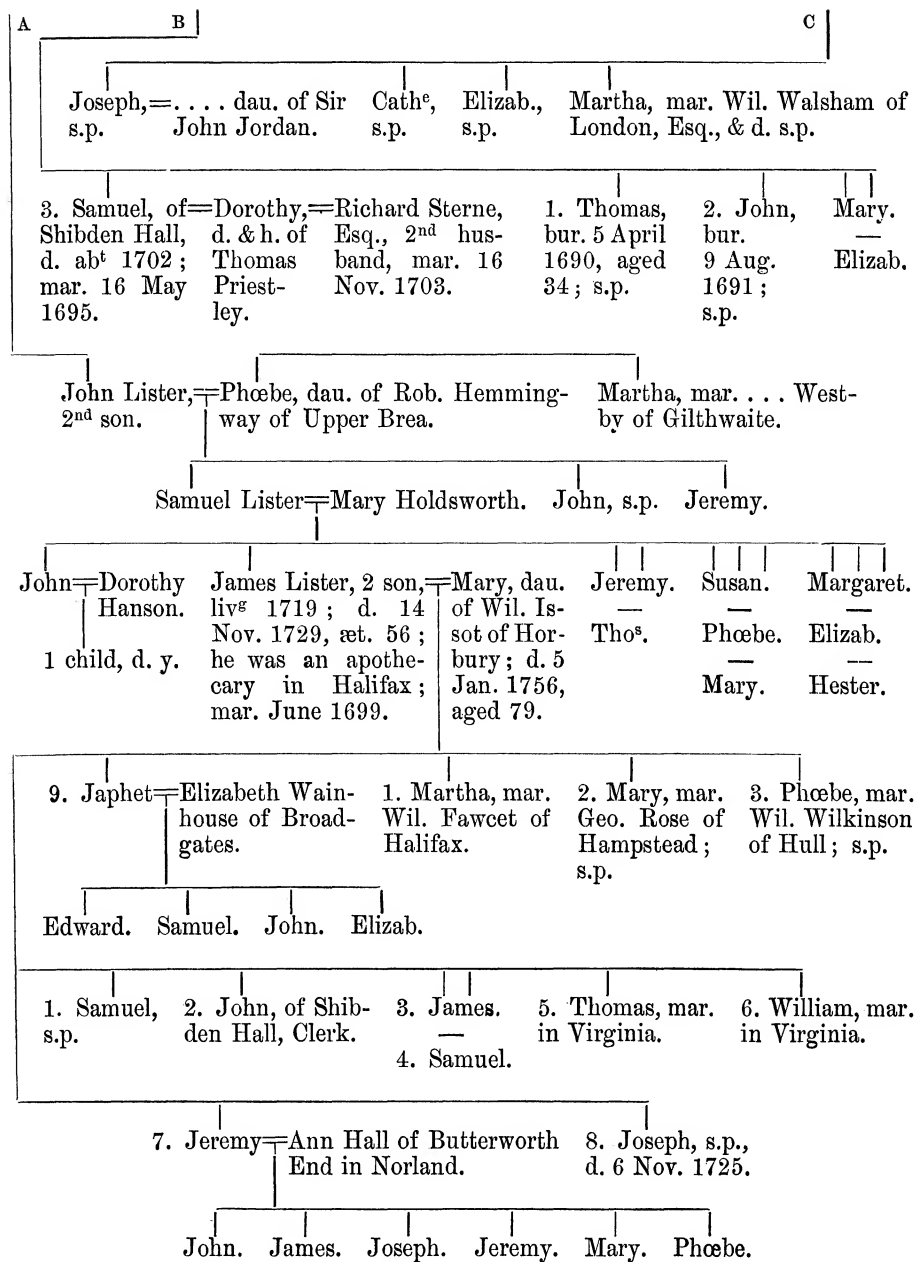 A B C
Joseph,=. . . . dau. of Sir Cathe, Elizab., Martha, mar. Wil. Walsham of
s.p. John Jordan. s.p. s.p. London, Esq., & d. s.p.
3. Samuel, of=Dorothy,=Richard Sterne, 1. Thomas, 2. John, Mary.
Shibden Hall, d. & h. of Esq., 2nd hus- bur. 5 April bur. —
d. abt 1702 ; Thomas band, mar. 16 1690, aged 9 Aug. Elizab.
mar. 16 May Priest- Nov. 1703. 34 ; s.p. 1691 ;
1695. ley. s.p.
John Lister,=Phœbe, dau. of Rob. Hemming- Martha, mar. . . . West-
2nd son. way of Upper Brea. by of Gilthwaite.
Samuel Lister=Mary Holdsworth. John, s.p. Jeremy.
John=Dorothy James Lister, 2 son,=Mary, dau. Jeremy. Susan. Margaret.
Hanson. livg 1719 ; d. 14 of Wil. Is- — — —
Nov. 1729, æt. 56 ; sot of Hor- Thos. Phœbe. Elizab.
1 child, d. y. he was an apothe- bury ; d. 5 — —
cary in Halifax ; Jan. 1756, Mary. Hester.
mar. June 1699. aged 79.
9. Japhet=Elizabeth Wain- 1. Martha, mar. 2. Mary, mar. 3. Phœbe, mar.
house of Broad- Wil. Fawcet of Geo. Rose of Wil. Wilkinson
gates. Halifax. Hampstead ; of Hull ; s.p.
s.p.
Edward. Samuel. John. Elizab.
1. Samuel, 2. John, of Shib- 3. James. 5. Thomas, mar. 6. William, mar.
s.p. den Hall, Clerk. — in Virginia. in Virginia.
4. Samuel.
7. Jeremy=Ann Hall of Butterworth 8. Joseph, s.p.,
End in Norland. d. 6 Nov. 1725.
John. James. Joseph. Jeremy. Mary. Phœbe.